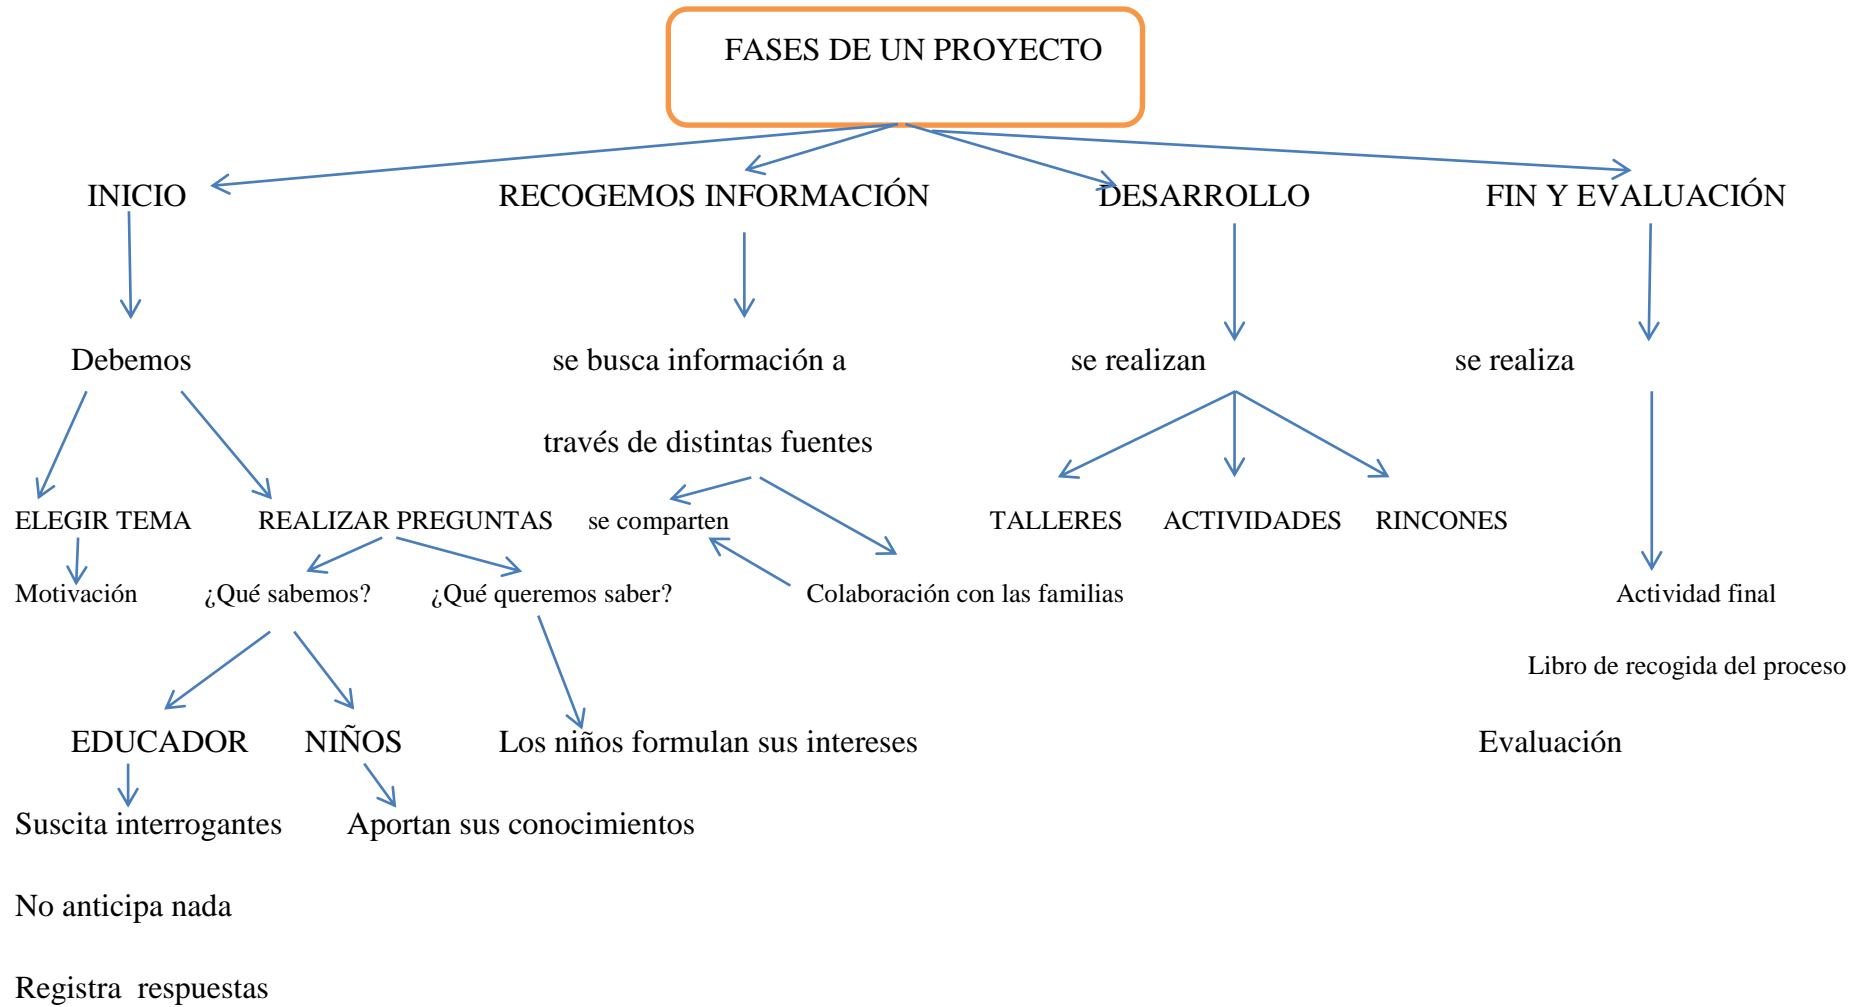 FASES DE UN PROYECTO
INICIO RECOGEMOS INFORMACIÓN DESARROLLO FIN Y EVALUACIÓN
Debemos se busca información a se realizan se realiza
través de distintas fuentes
ELEGIR TEMA REALIZAR PREGUNTAS se comparten TALLERES ACTIVIDADES RINCONES
Motivación ¿Qué sabemos? ¿Qué queremos saber? Colaboración con las familias Actividad final
Libro de recogida del proceso
EDUCADOR NIÑOS Los niños formulan sus intereses Evaluación
Suscita interrogantes Aportan sus conocimientos
No anticipa nada
Registra respuestas